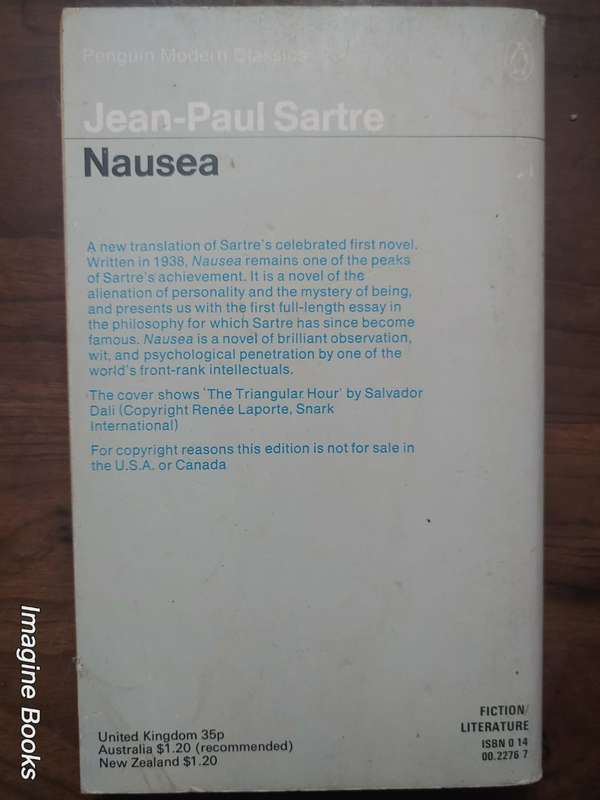 Penguin Modern Classics
Jean-Paul Sartre
Nausea
A new translation of Sartre's celebrated first novel.
Written in 1938, Nausea remains one of the peaks
of Sartre's achievement. It is a novel of the
alienation of personality and the mystery of being,
and presents us with the first full-length essay in
the philosophy for which Sartre has since become
famous. Nausea is a novel of brilliant observation,
wit, and psychological penetration by one of the
world's front-rank intellectuals.
The cover shows 'The Triangular Hour' by Salvador
Dali (Copyright Renée Laporte, Snark
International)
For copyright reasons this edition is not for sale in
the U.S.A. or Canada
United Kingdom 35p
Australia $1.20 (recommended)
New Zealand $1.20
FICTION/
LITERATURE
ISBN 0 14
00.2276 7
Imagine Books